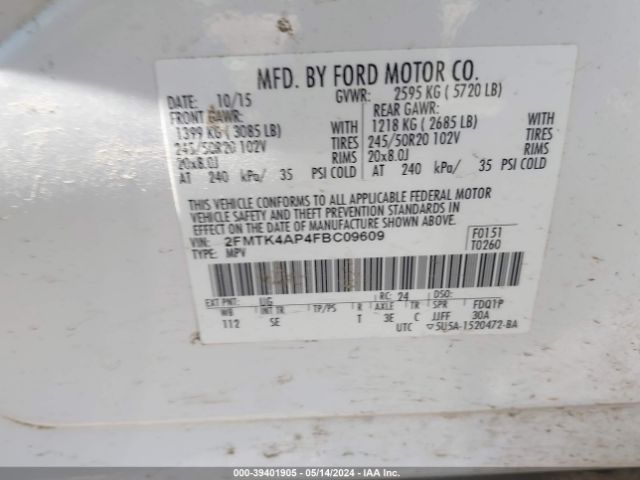 MFD. BY FORD MOTOR CO.
DATE: 10/15 GVWR: 2595 KG ( 5720 LB)
FRONT GAWR: REAR GAWR:
1399 KG ( 3085 LB) WITH 1218 KG ( 2685 LB) WITH
245/50R20 102V TIRES 245/50R20 102V TIRES
20x8.0J RIMS 20x8.0J RIMS
AT 240 kPa/ 35 PSI COLD AT 240 kPa/ 35 PSI COLD
THIS VEHICLE CONFORMS TO ALL APPLICABLE FEDERAL MOTOR
VEHICLE SAFETY AND THEFT PREVENTION STANDARDS IN
EFFECT ON THE DATE OF MANUFACTURE SHOWN ABOVE.
VIN: 2FMTK4AP4FBC09609 F0151
TYPE: MPV T0260
EXT PNT: UG RC: 24 DSO: FDQ1P
WB INT TR TP/PS R AXLE TR SPR
112 SE T 3E C JJFF 30A
UTC ▽5U5A-1520472-BA
000-39401905 - 05/14/2024 - IAA Inc.